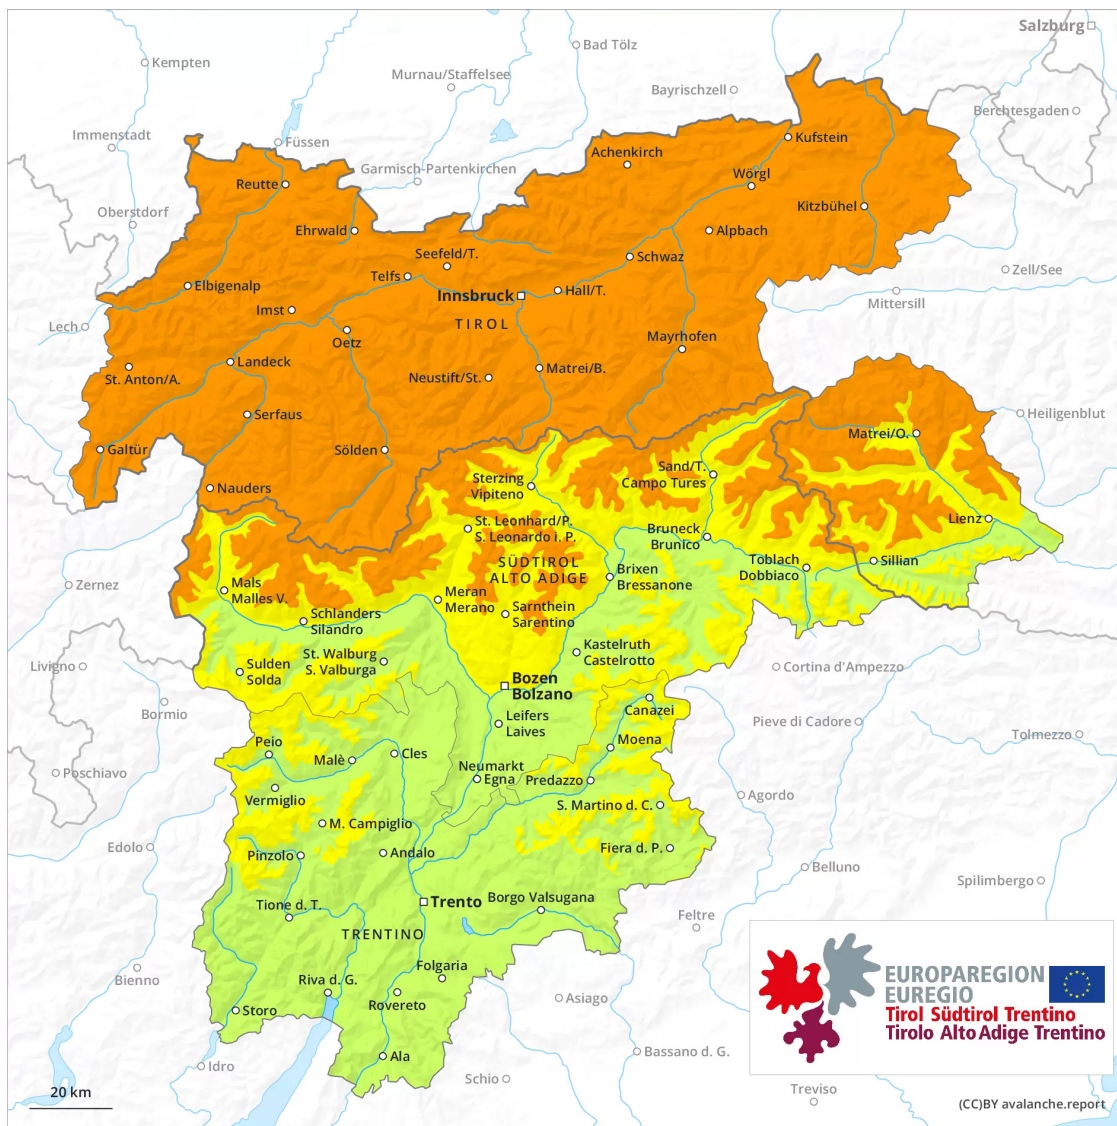 Salzburg
Bad Tölz
Kempten
Murnau/Staffelsee
Bayrischzell
Berchtesgaden
Immenstadt
Füssen
Kufstein
Achenkirch
Garmisch-Partenkirchen
Wörgl
Reutte
Oberstdorf
Kitzbühel
Ehrwald
Alpbach
Seefeld/T.
Schwaz
Telfs
Zell/See
Elbigenalp
Hall/T.
Innsbruck
Mittersill
Imst
TIROL
Lech
Oetz
Mayrhofen
Landeck
Matrei/B.
St. Anton/A.
Neustift/St.
Serfaus
Heiligenblut
Matrei/O.
Galtür
Sölden
Sand/T.
Campo Tures
Sterzing
Vipiteno
Nauders
Lienz
St. Leonhard/P.
S. Leonardo i. P.
Bruneck
Brunico
SÜDTIROL
ALTO ADIGE
Toblach
Dobbiaco
Sillian
Brixen
Bressanone
Zernez
Mals
Malles V.
Meran
Merano
Sarnthein
Sarentino
Schlanders
Silandro
Kastelruth
Castelrotto
St. Walburg
S. Valburga
Livigno
Sulden
Solda
Cortina d'Ampezzo
Bozen
Bolzano
Bormio
Canazei
Leifers
Laives
Pieve di Cadore
Tolmezzo
Peio
Moena
Cles
Malè
Poschiavo
Neumarkt
Egna
Predazzo
Vermiglio
Agordo
S. Martino d. C.
M. Campiglio
Edolo
Pinzolo
Andalo
Fiera d. P.
Belluno
Spilimbergo
Trento
Borgo Valsugana
Tione d. T.
Feltre
TRENTINO
Folgaria
Bienno
Riva d. G.
Rovereto
Asiago
Storo
EUROPAREGION
EUREGIO
Tirol Südtirol Trentino
Tirolo Alto Adige Trentino
Ala
Bassano d. G.
Idro
Schio
Treviso
20 km
(CC)BY avalanche.report